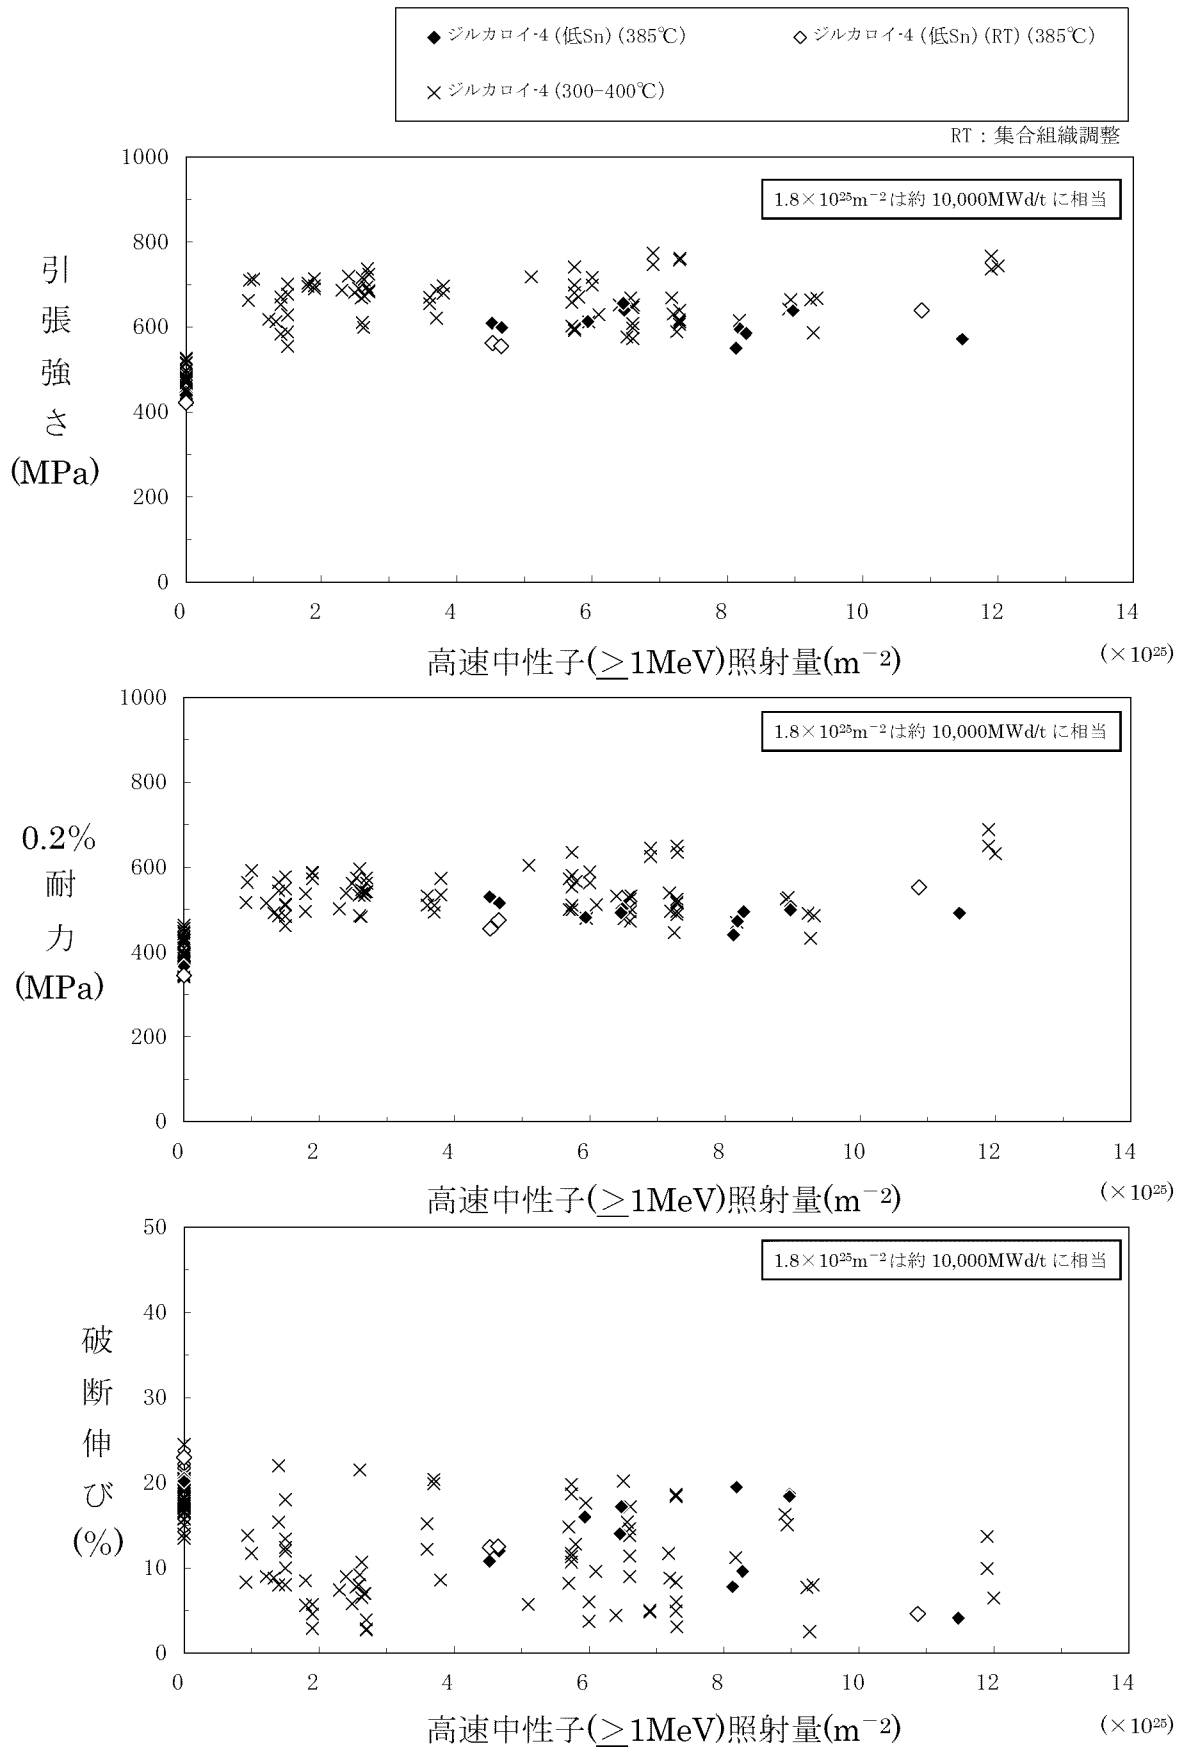 ◆ ジルカロイ-4 (低Sn) (385℃) ◇ ジルカロイ-4 (低Sn) (RT) (385℃)
× ジルカロイ-4 (300-400℃)
RT：集合組織調整
1000
800
600
400
200
0
引張強さ(MPa)
1.8×10²⁵m⁻²は約 10,000MWd/t に相当
0 2 4 6 8 10 12 14
高速中性子(≥1MeV)照射量(m⁻²) (×10²⁵)
1000
800
600
400
200
0
0.2%耐力(MPa)
1.8×10²⁵m⁻²は約 10,000MWd/t に相当
0 2 4 6 8 10 12 14
高速中性子(≥1MeV)照射量(m⁻²) (×10²⁵)
50
40
30
20
10
0
破断伸び(%)
1.8×10²⁵m⁻²は約 10,000MWd/t に相当
0 2 4 6 8 10 12 14
高速中性子(≥1MeV)照射量(m⁻²) (×10²⁵)